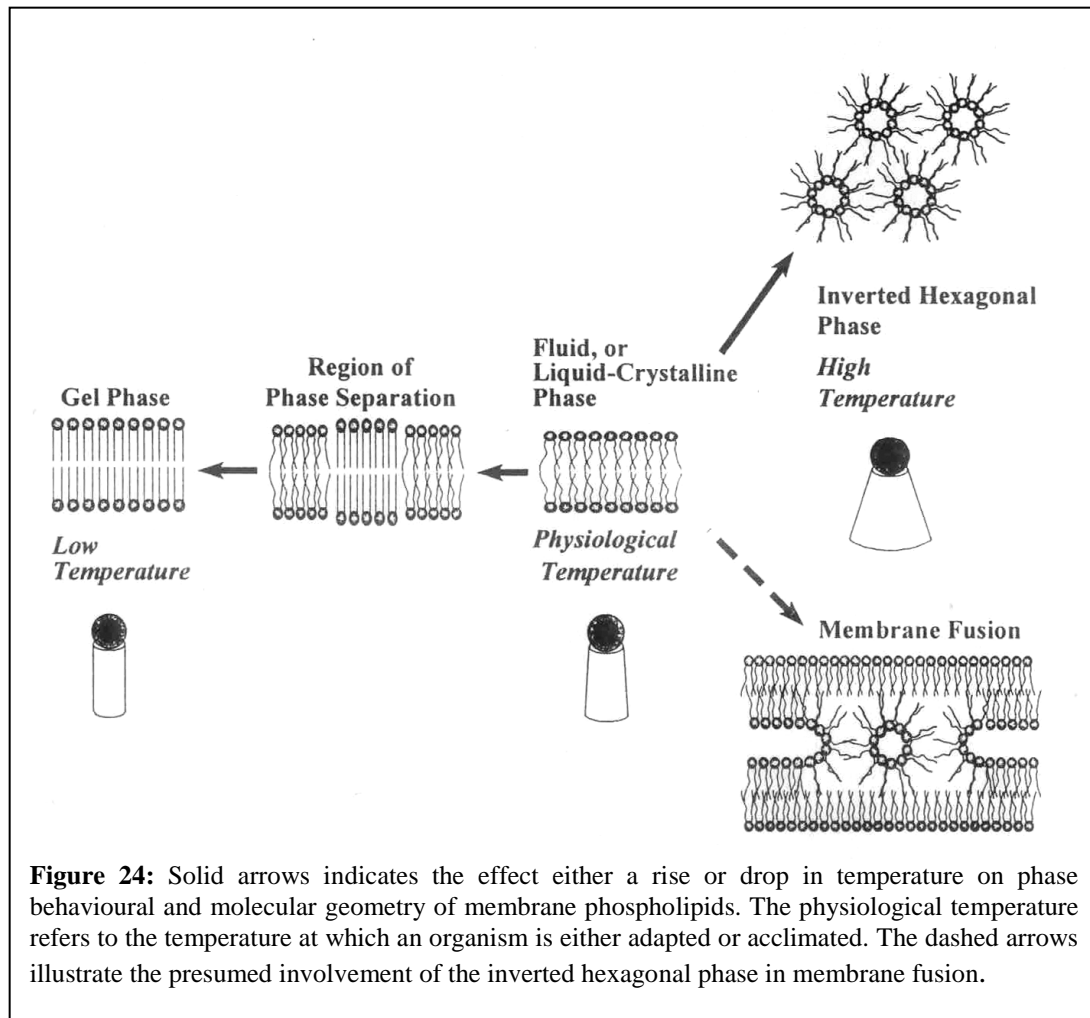 Inverted Hexagonal
Phase
High
Temperature
Fluid, or
Liquid-Crystalline
Phase
Physiological
Temperature
Region of
Phase Separation
Gel Phase
Low
Temperature
Membrane Fusion
Figure 24: Solid arrows indicates the effect either a rise or drop in temperature on phase
behavioural and molecular geometry of membrane phospholipids. The physiological temperature
refers to the temperature at which an organism is either adapted or acclimated. The dashed arrows
illustrate the presumed involvement of the inverted hexagonal phase in membrane fusion.